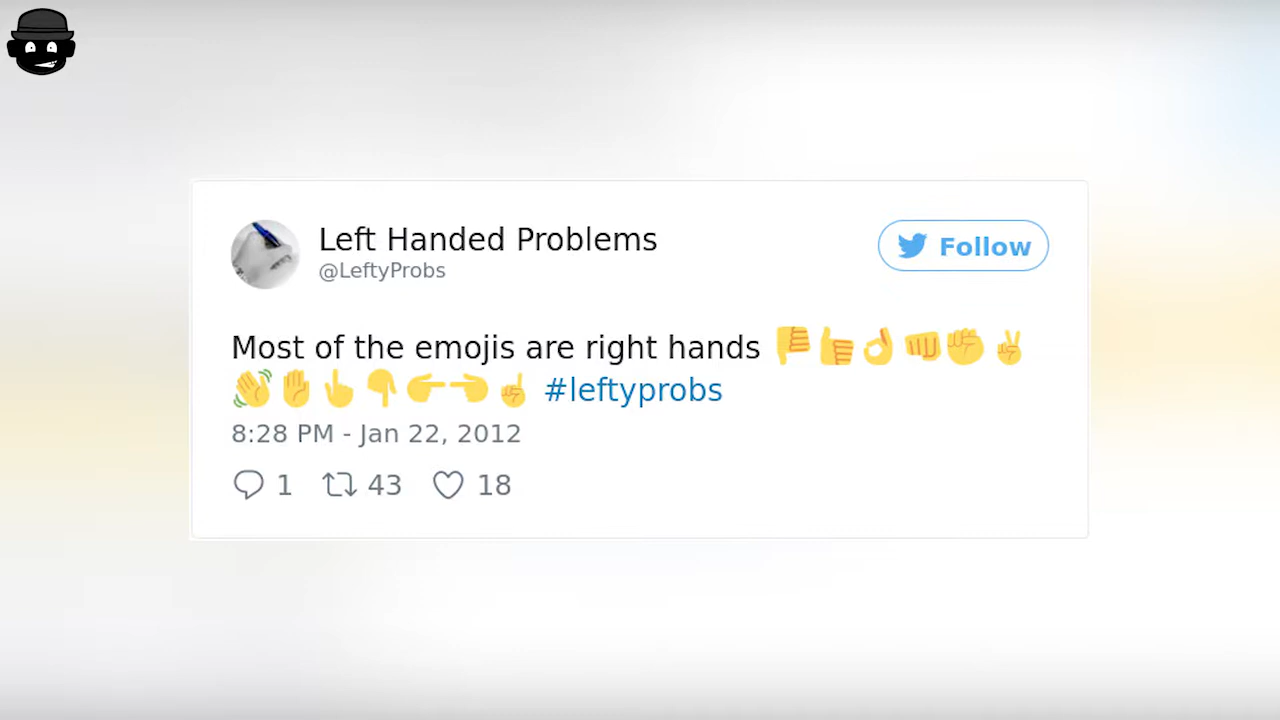 Left Handed Problems
@LeftyProbs
Follow
Most of the emojis are right hands 👎👍👌👊✊✌
👋✋👆👇👉👈☝ #leftyprobs
8:28 PM - Jan 22, 2012
1 43 18